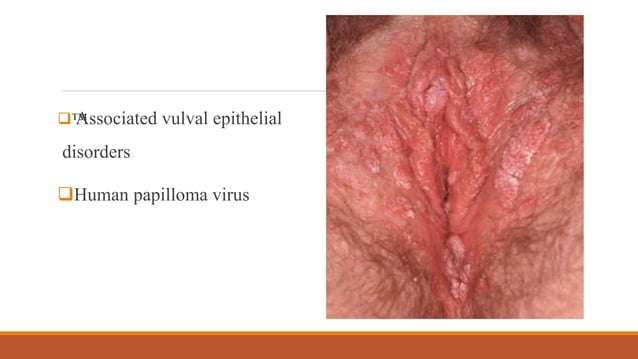 Associated vulval epithelial
disorders
Human papilloma virus